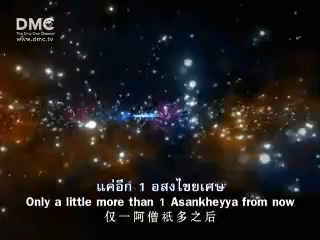 DMC
The Only One Channel
www.dmc.tv
แค่อีก 1 อสงไขยเศษ
Only a little more than 1 Asankheyya from now
仅一阿僧祇多之后